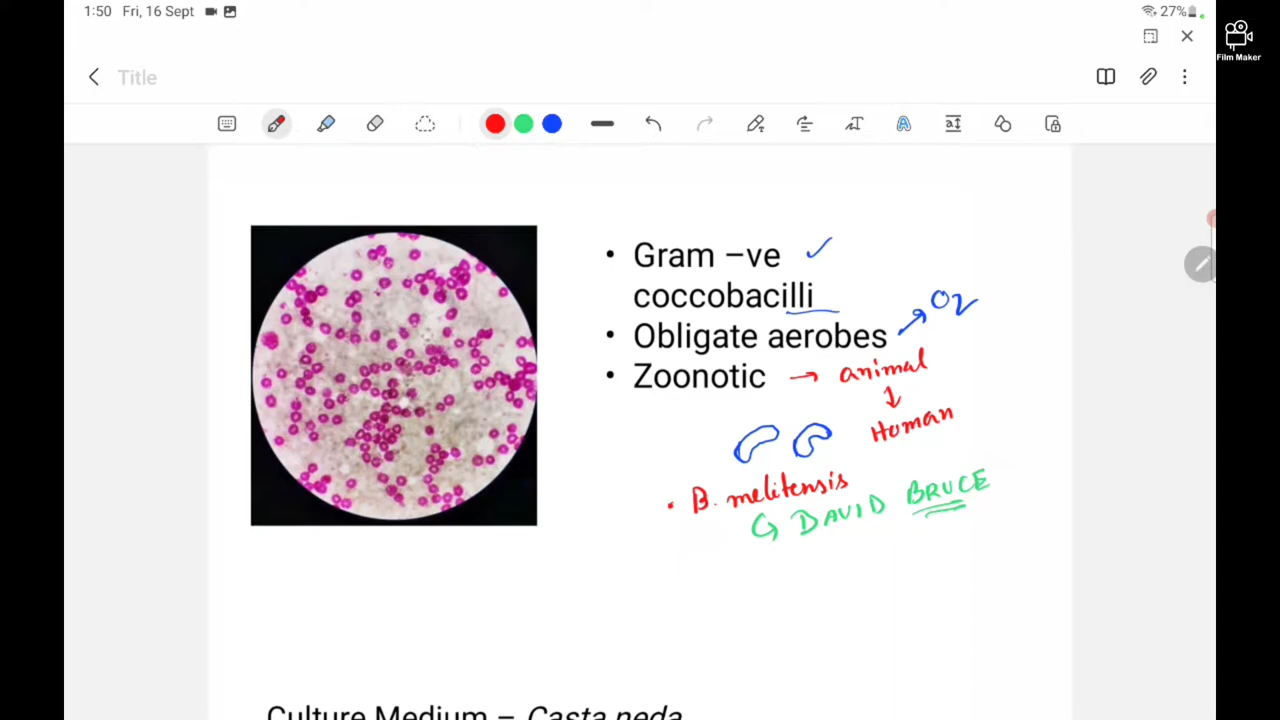 1:50 Fri, 16 Sept
27%
Film Maker
Title
• Gram –ve
coccobacilli
• Obligate aerobes → O2
• Zoonotic → animal
↓
Human
• B. melitensis
↳ DAVID BRUCE
Culture Medium – Casta neda